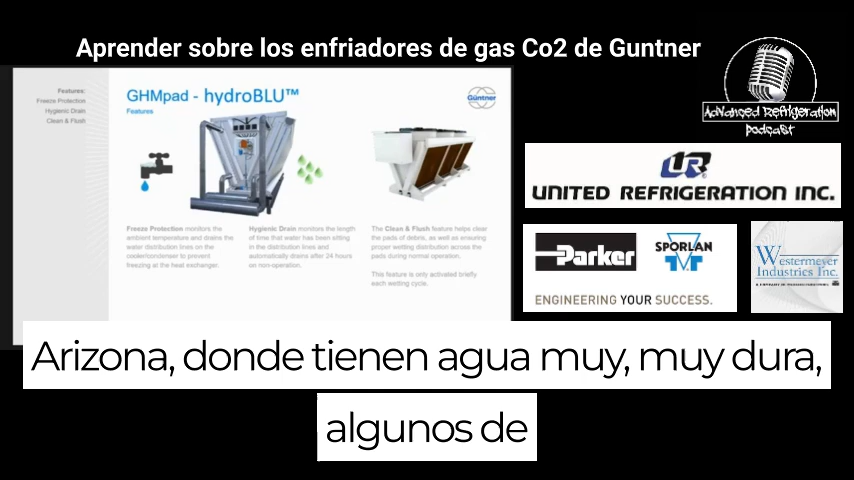 Aprender sobre los enfriadores de gas Co2 de Guntner
Advanced Refrigeration
Podcast
Features:
Freeze Protection
Hygienic Drain
Clean & Flush
GHMpad - hydroBLU™
Features
Güntner
Freeze Protection monitors the
ambient temperature and drains the
water distribution lines on the
cooler/condenser to prevent
freezing at the heat exchanger.
Hygienic Drain monitors the length
of time that water has been sitting
in the distribution lines and
automatically drains after 24 hours
on non-operation.
The Clean & Flush feature helps clear
the pads of debris, as well as ensuring
proper wetting distribution across the
pads during normal operation.
This feature is only activated briefly
each wetting cycle.
UR
UNITED REFRIGERATION INC.
Parker
SPORLAN
ENGINEERING YOUR SUCCESS.
Westermeyer
Industries Inc.
Arizona, donde tienen agua muy, muy dura,
algunos de